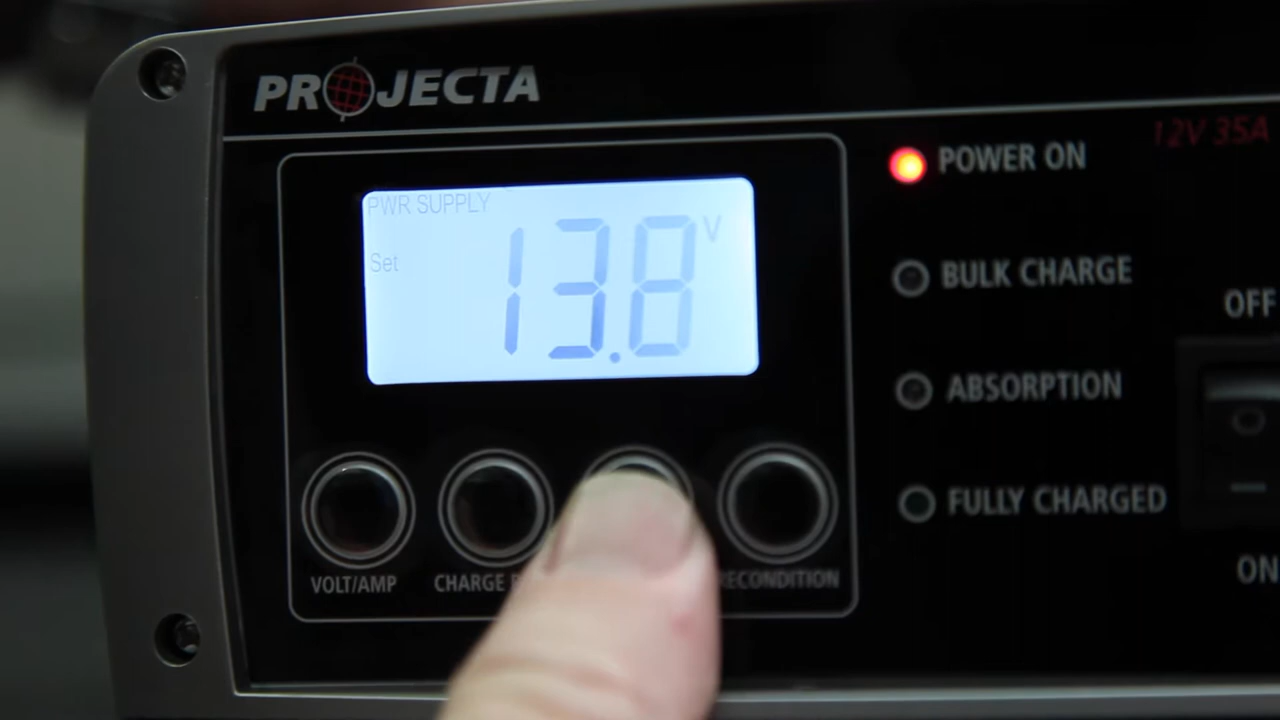 PROJECTA
12V 35A
POWER ON
PWR SUPPLY
Set 13.8 V
BULK CHARGE
OFF
ABSORPTION
FULLY CHARGED
ON
VOLT/AMP
CHARGE
RECONDITION